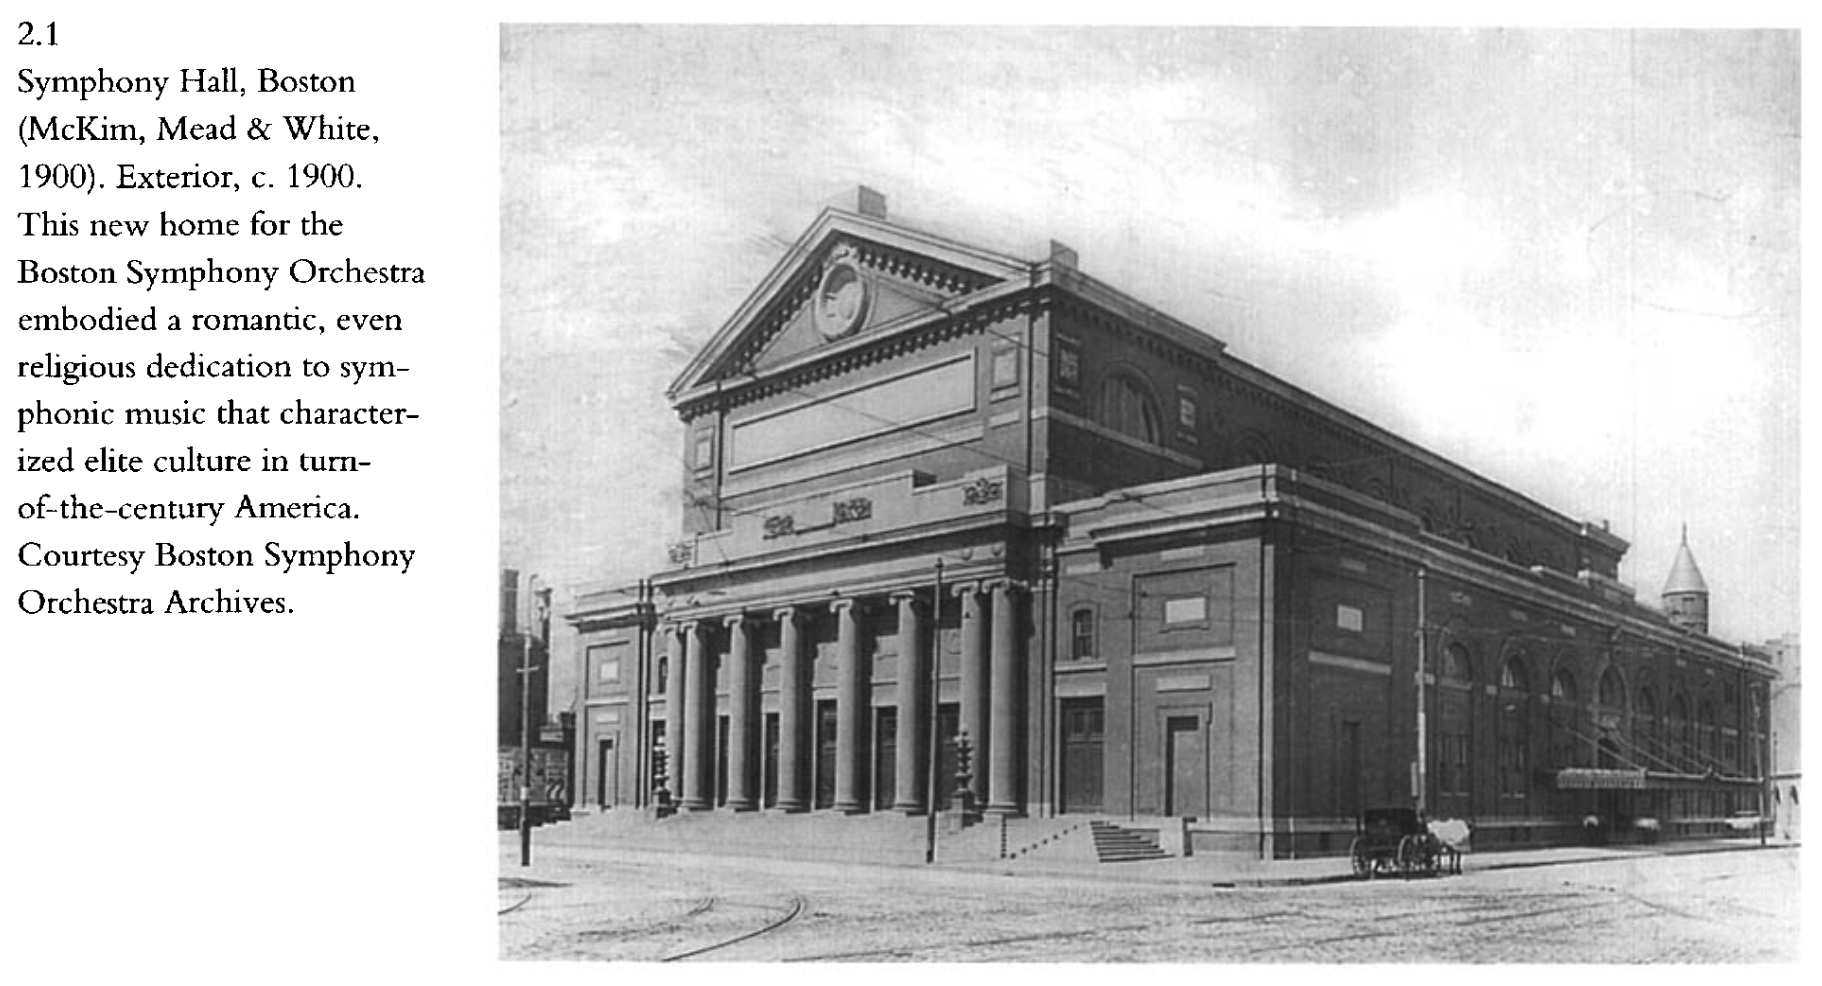 2.1
Symphony Hall, Boston
(McKim, Mead & White,
1900). Exterior, c. 1900.
This new home for the
Boston Symphony Orchestra
embodied a romantic, even
religious dedication to sym-
phonic music that character-
ized elite culture in turn-
of-the-century America.
Courtesy Boston Symphony
Orchestra Archives.